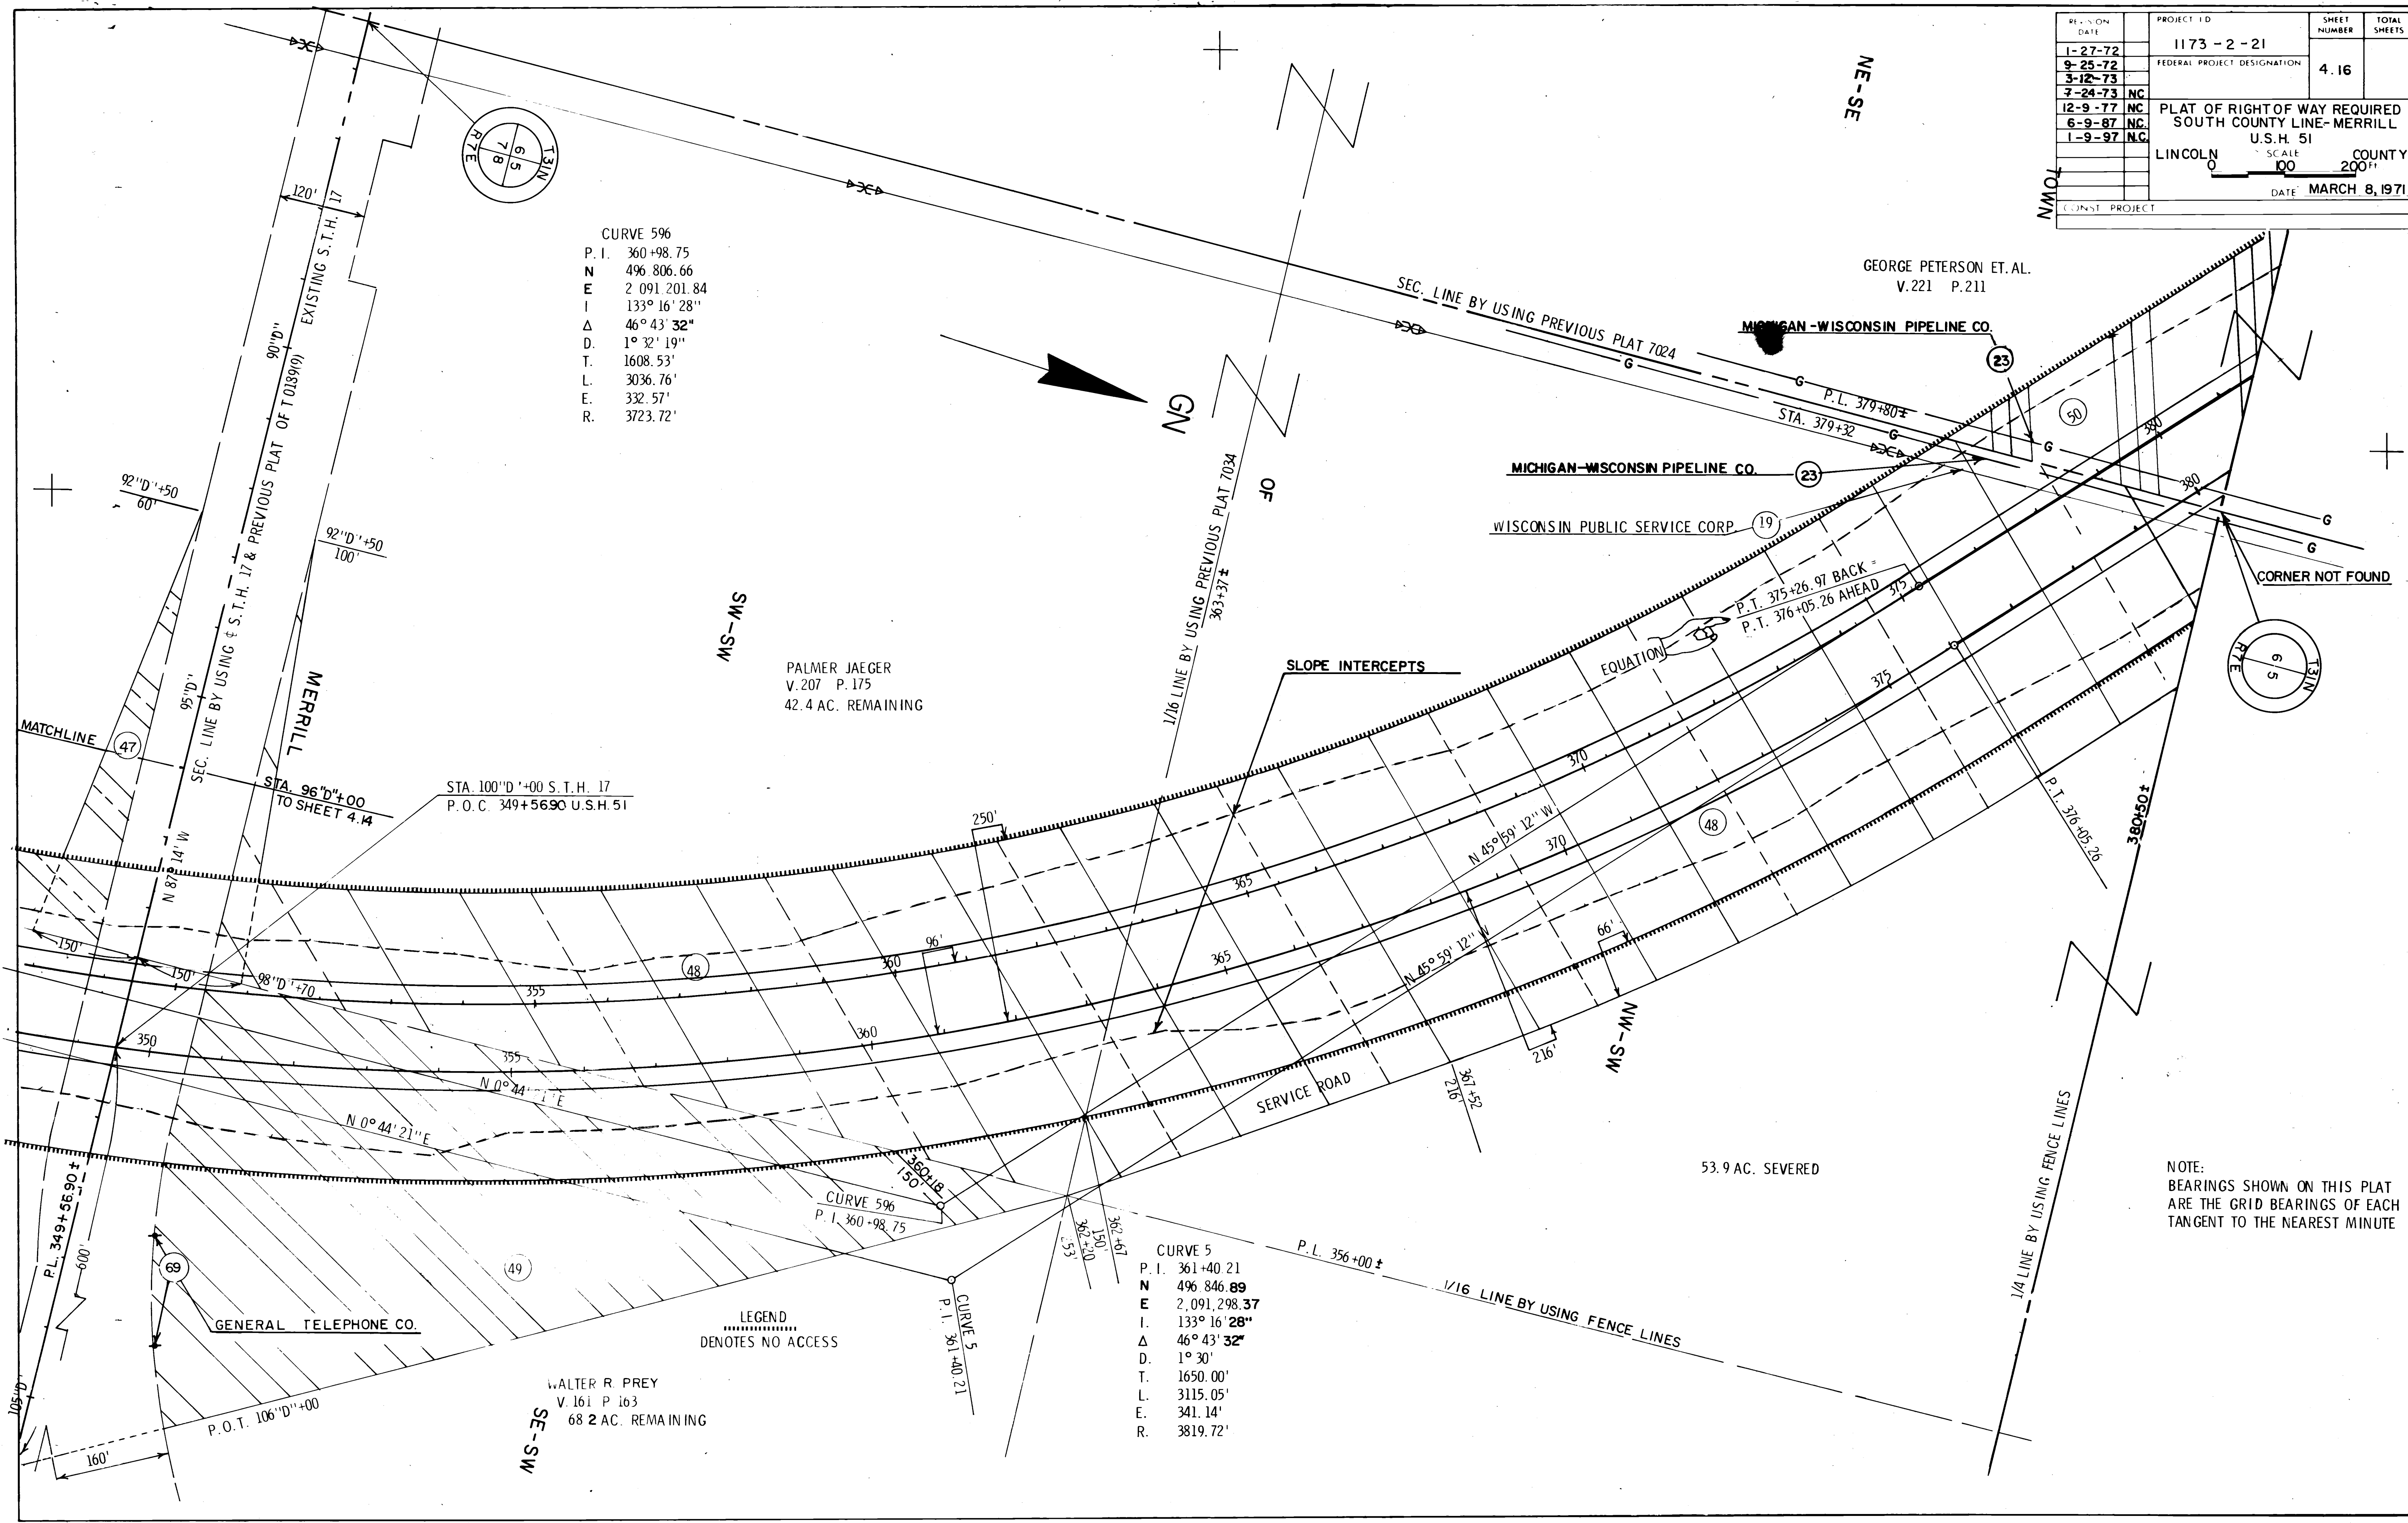 REVISION DATE
1-27-72
9-25-72
3-12-73
7-24-73 NC
12-9-77 NC
6-9-87 N.C.
1-9-97 N.C.
PROJECT I D
1173 - 2 - 21
FEDERAL PROJECT DESIGNATION
SHEET NUMBER
4.16
TOTAL SHEETS
PLAT OF RIGHT OF WAY REQUIRED
SOUTH COUNTY LINE-MERRILL
U.S.H. 51
LINCOLN SCALE COUNTY
0 100 200 Ft
DATE MARCH 8, 1971
CONST. PROJECT
TOWN
NE-SE
T31N
6 5
7 8
R7E
120'
EXISTING S.T.H. 17
90"D"
SEC. LINE BY USING ℄ S.T.H. 17 & PREVIOUS PLAT OF T 0189(9)
92"D"+50
60'
92"D"+50
100'
95"D"
MERRILL
MATCHLINE
47
STA. 96"D"+00
TO SHEET 4.14
CURVE 596
P.I. 360+98.75
N 496 806.66
E 2 091 201.84
I 133° 16' 28"
Δ 46° 43' 32"
D. 1° 32' 19"
T. 1608.53'
L. 3036.76'
E. 332.57'
R. 3723.72'
GN
OF
SEC. LINE BY USING PREVIOUS PLAT 7024
G
G
GEORGE PETERSON ET. AL.
V.221 P.211
MICHIGAN-WISCONSIN PIPELINE CO.
23
P.L. 379+80±
STA. 379+32
G
G
50
380
380
G
G
MICHIGAN-WISCONSIN PIPELINE CO.
23
WISCONSIN PUBLIC SERVICE CORP.
19
CORNER NOT FOUND
T31N
6 5
R7E
SW-SW
PALMER JAEGER
V.207 P.175
42.4 AC. REMAINING
1/16 LINE BY USING PREVIOUS PLAT 7034
363+37±
SLOPE INTERCEPTS
EQUATION
P.T. 375+26.97 BACK =
P.T. 376+05.26 AHEAD
375
375
P.T. 376+05.26
380+50±
STA. 100"D"+00 S.T.H. 17
P.O.C. 349+56.90 U.S.H. 51
N 87° 14' W
250'
96'
150'
150'
98"D"+70
48
355
360
365
370
350
355
360
365
370
N 45° 59' 12" W
N 45° 59' 12" W
48
66'
216'
NW-SW
367+52
216'
SERVICE ROAD
N 0° 44' E
N 0° 44' 21" E
P.L. 349+56.90±
600'
69
GENERAL TELEPHONE CO.
49
360+18
150'
CURVE 596
P.I. 360+98.75
CURVE 5
P.I. 361+40.21
362+20
362+67
150'
CURVE 5
P.I. 361+40.21
N 496 846.89
E 2,091,298.37
I. 133° 16' 28"
Δ 46° 43' 32"
D. 1° 30'
T. 1650.00'
L. 3115.05'
E. 341.14'
R. 3819.72'
P.L. 356+00±
1/16 LINE BY USING FENCE LINES
53.9 AC. SEVERED
1/4 LINE BY USING FENCE LINES
NOTE:
BEARINGS SHOWN ON THIS PLAT
ARE THE GRID BEARINGS OF EACH
TANGENT TO THE NEAREST MINUTE
LEGEND
DENOTES NO ACCESS
WALTER R. PREY
V.161 P 163
68 2 AC. REMAINING
SE-SW
105"D"
P.O.T. 106"D"+00
160'